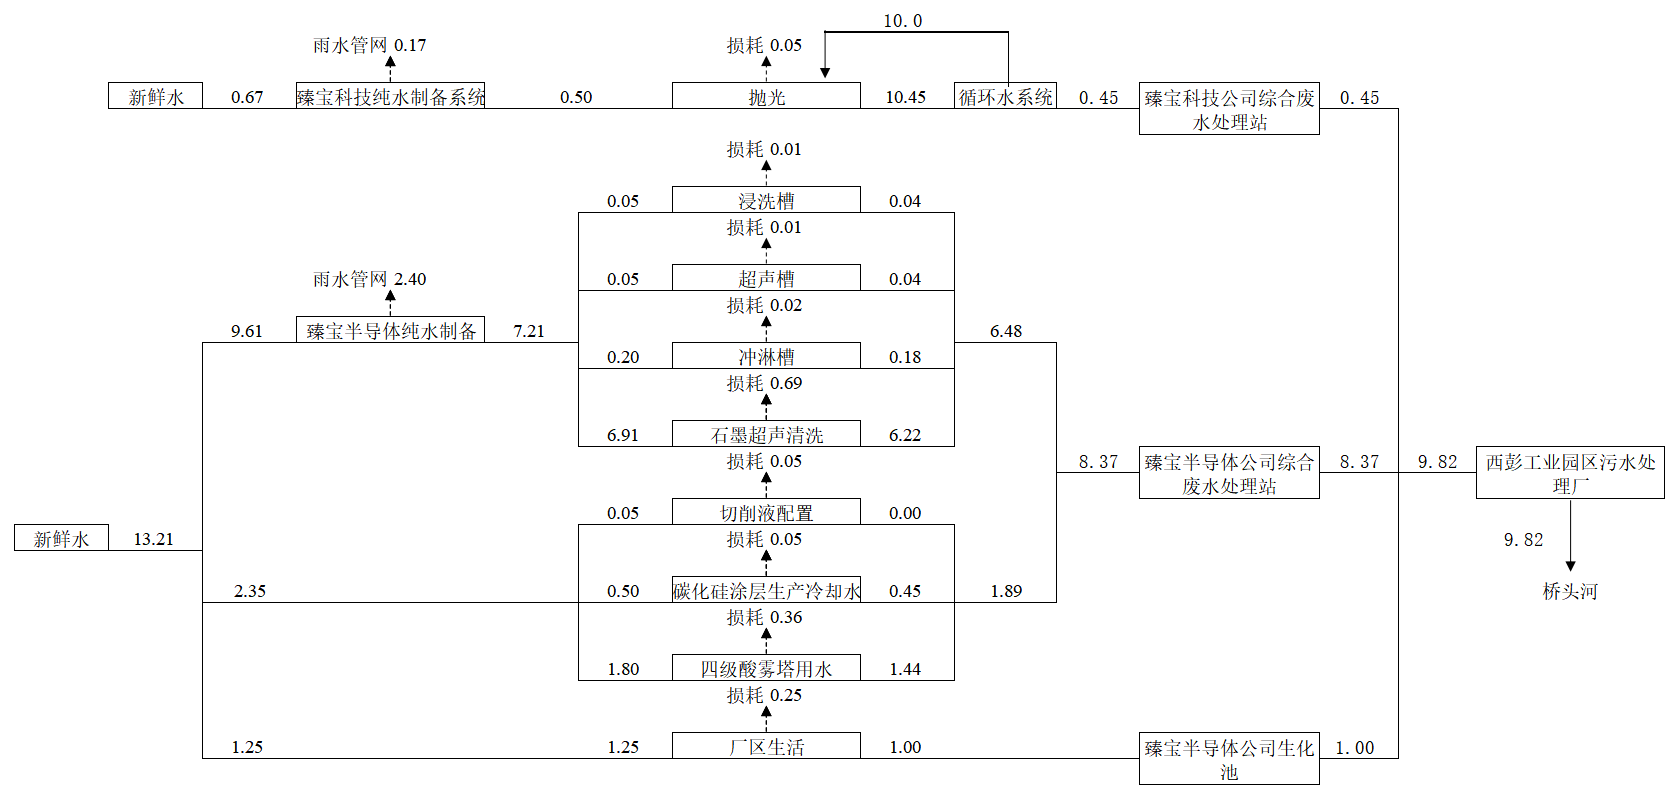 10.0
雨水管网 0.17
损耗 0.05
新鲜水
0.67
臻宝科技纯水制备系统
0.50
抛光
10.45
循环水系统
0.45
臻宝科技公司综合废
水处理站
0.45
损耗 0.01
0.05
浸洗槽
0.04
损耗 0.01
雨水管网 2.40
0.05
超声槽
0.04
损耗 0.02
9.61
臻宝半导体纯水制备
7.21
6.48
0.20
冲淋槽
0.18
损耗 0.69
6.91
石墨超声清洗
6.22
损耗 0.05
8.37
臻宝半导体公司综合
废水处理站
8.37
9.82
西彭工业园区污水处
理厂
0.05
切削液配置
0.00
新鲜水
13.21
损耗 0.05
9.82
2.35
0.50
碳化硅涂层生产冷却水
0.45
1.89
桥头河
损耗 0.36
1.80
四级酸雾塔用水
1.44
损耗 0.25
1.25
1.25
厂区生活
1.00
臻宝半导体公司生化
池
1.00